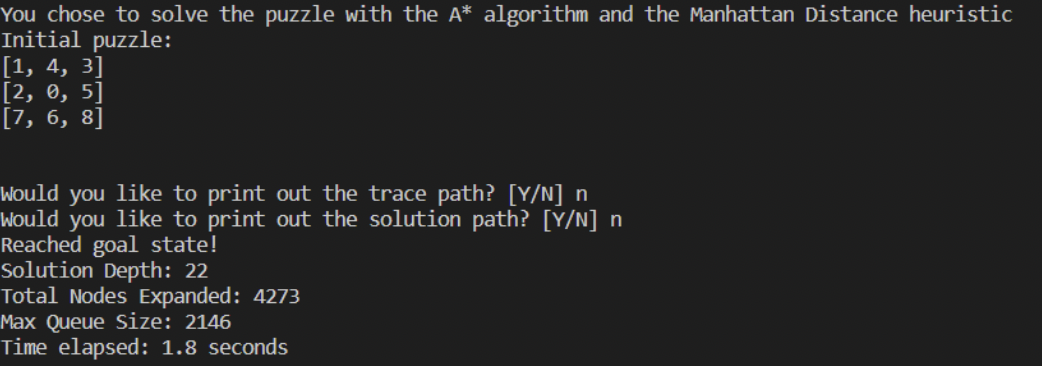 You chose to solve the puzzle with the A* algorithm and the Manhattan Distance heuristic
Initial puzzle:
[1, 4, 3]
[2, 0, 5]
[7, 6, 8]
Would you like to print out the trace path? [Y/N] n
Would you like to print out the solution path? [Y/N] n
Reached goal state!
Solution Depth: 22
Total Nodes Expanded: 4273
Max Queue Size: 2146
Time elapsed: 1.8 seconds